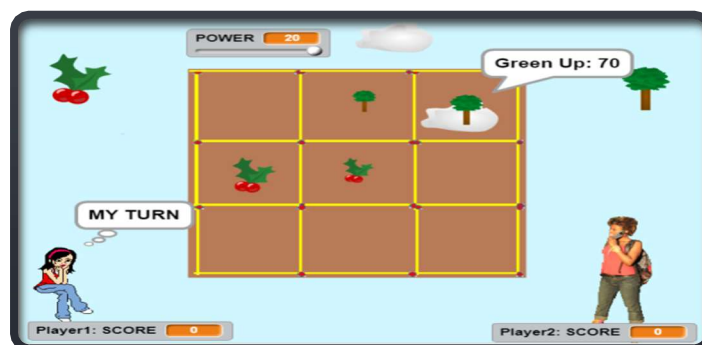 POWER 20
Green Up: 70
MY TURN
Player1: SCORE 0
Player2: SCORE 0